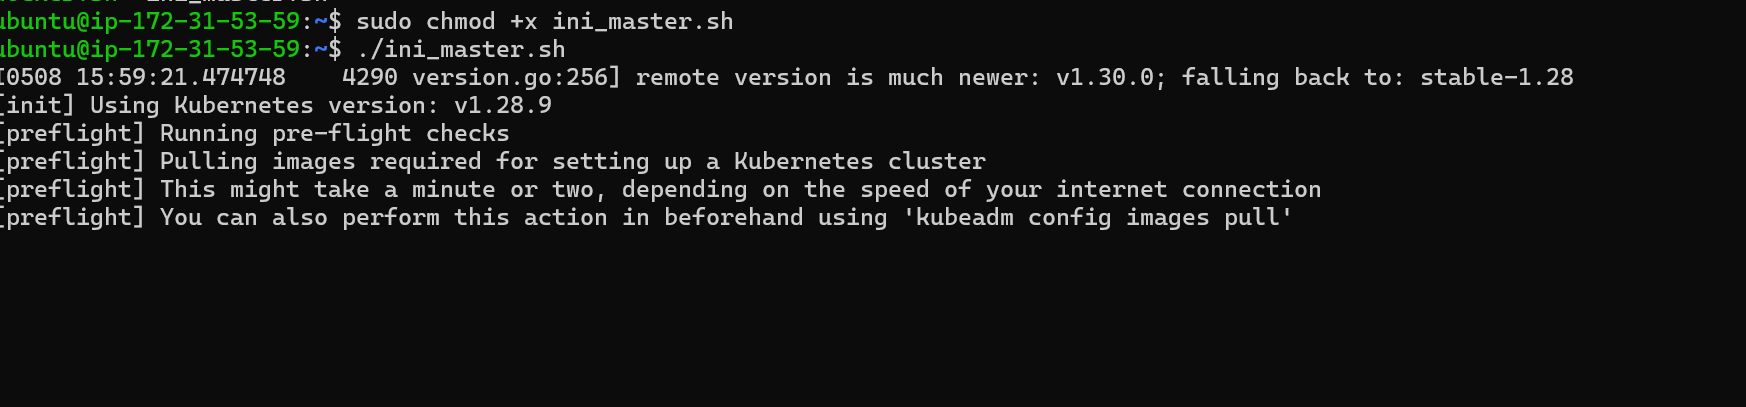 ubuntu@ip-172-31-53-59:~$ sudo chmod +x ini_master.sh
ubuntu@ip-172-31-53-59:~$ ./ini_master.sh
I0508 15:59:21.474748    4290 version.go:256] remote version is much newer: v1.30.0; falling back to: stable-1.28
[init] Using Kubernetes version: v1.28.9
[preflight] Running pre-flight checks
[preflight] Pulling images required for setting up a Kubernetes cluster
[preflight] This might take a minute or two, depending on the speed of your internet connection
[preflight] You can also perform this action in beforehand using 'kubeadm config images pull'